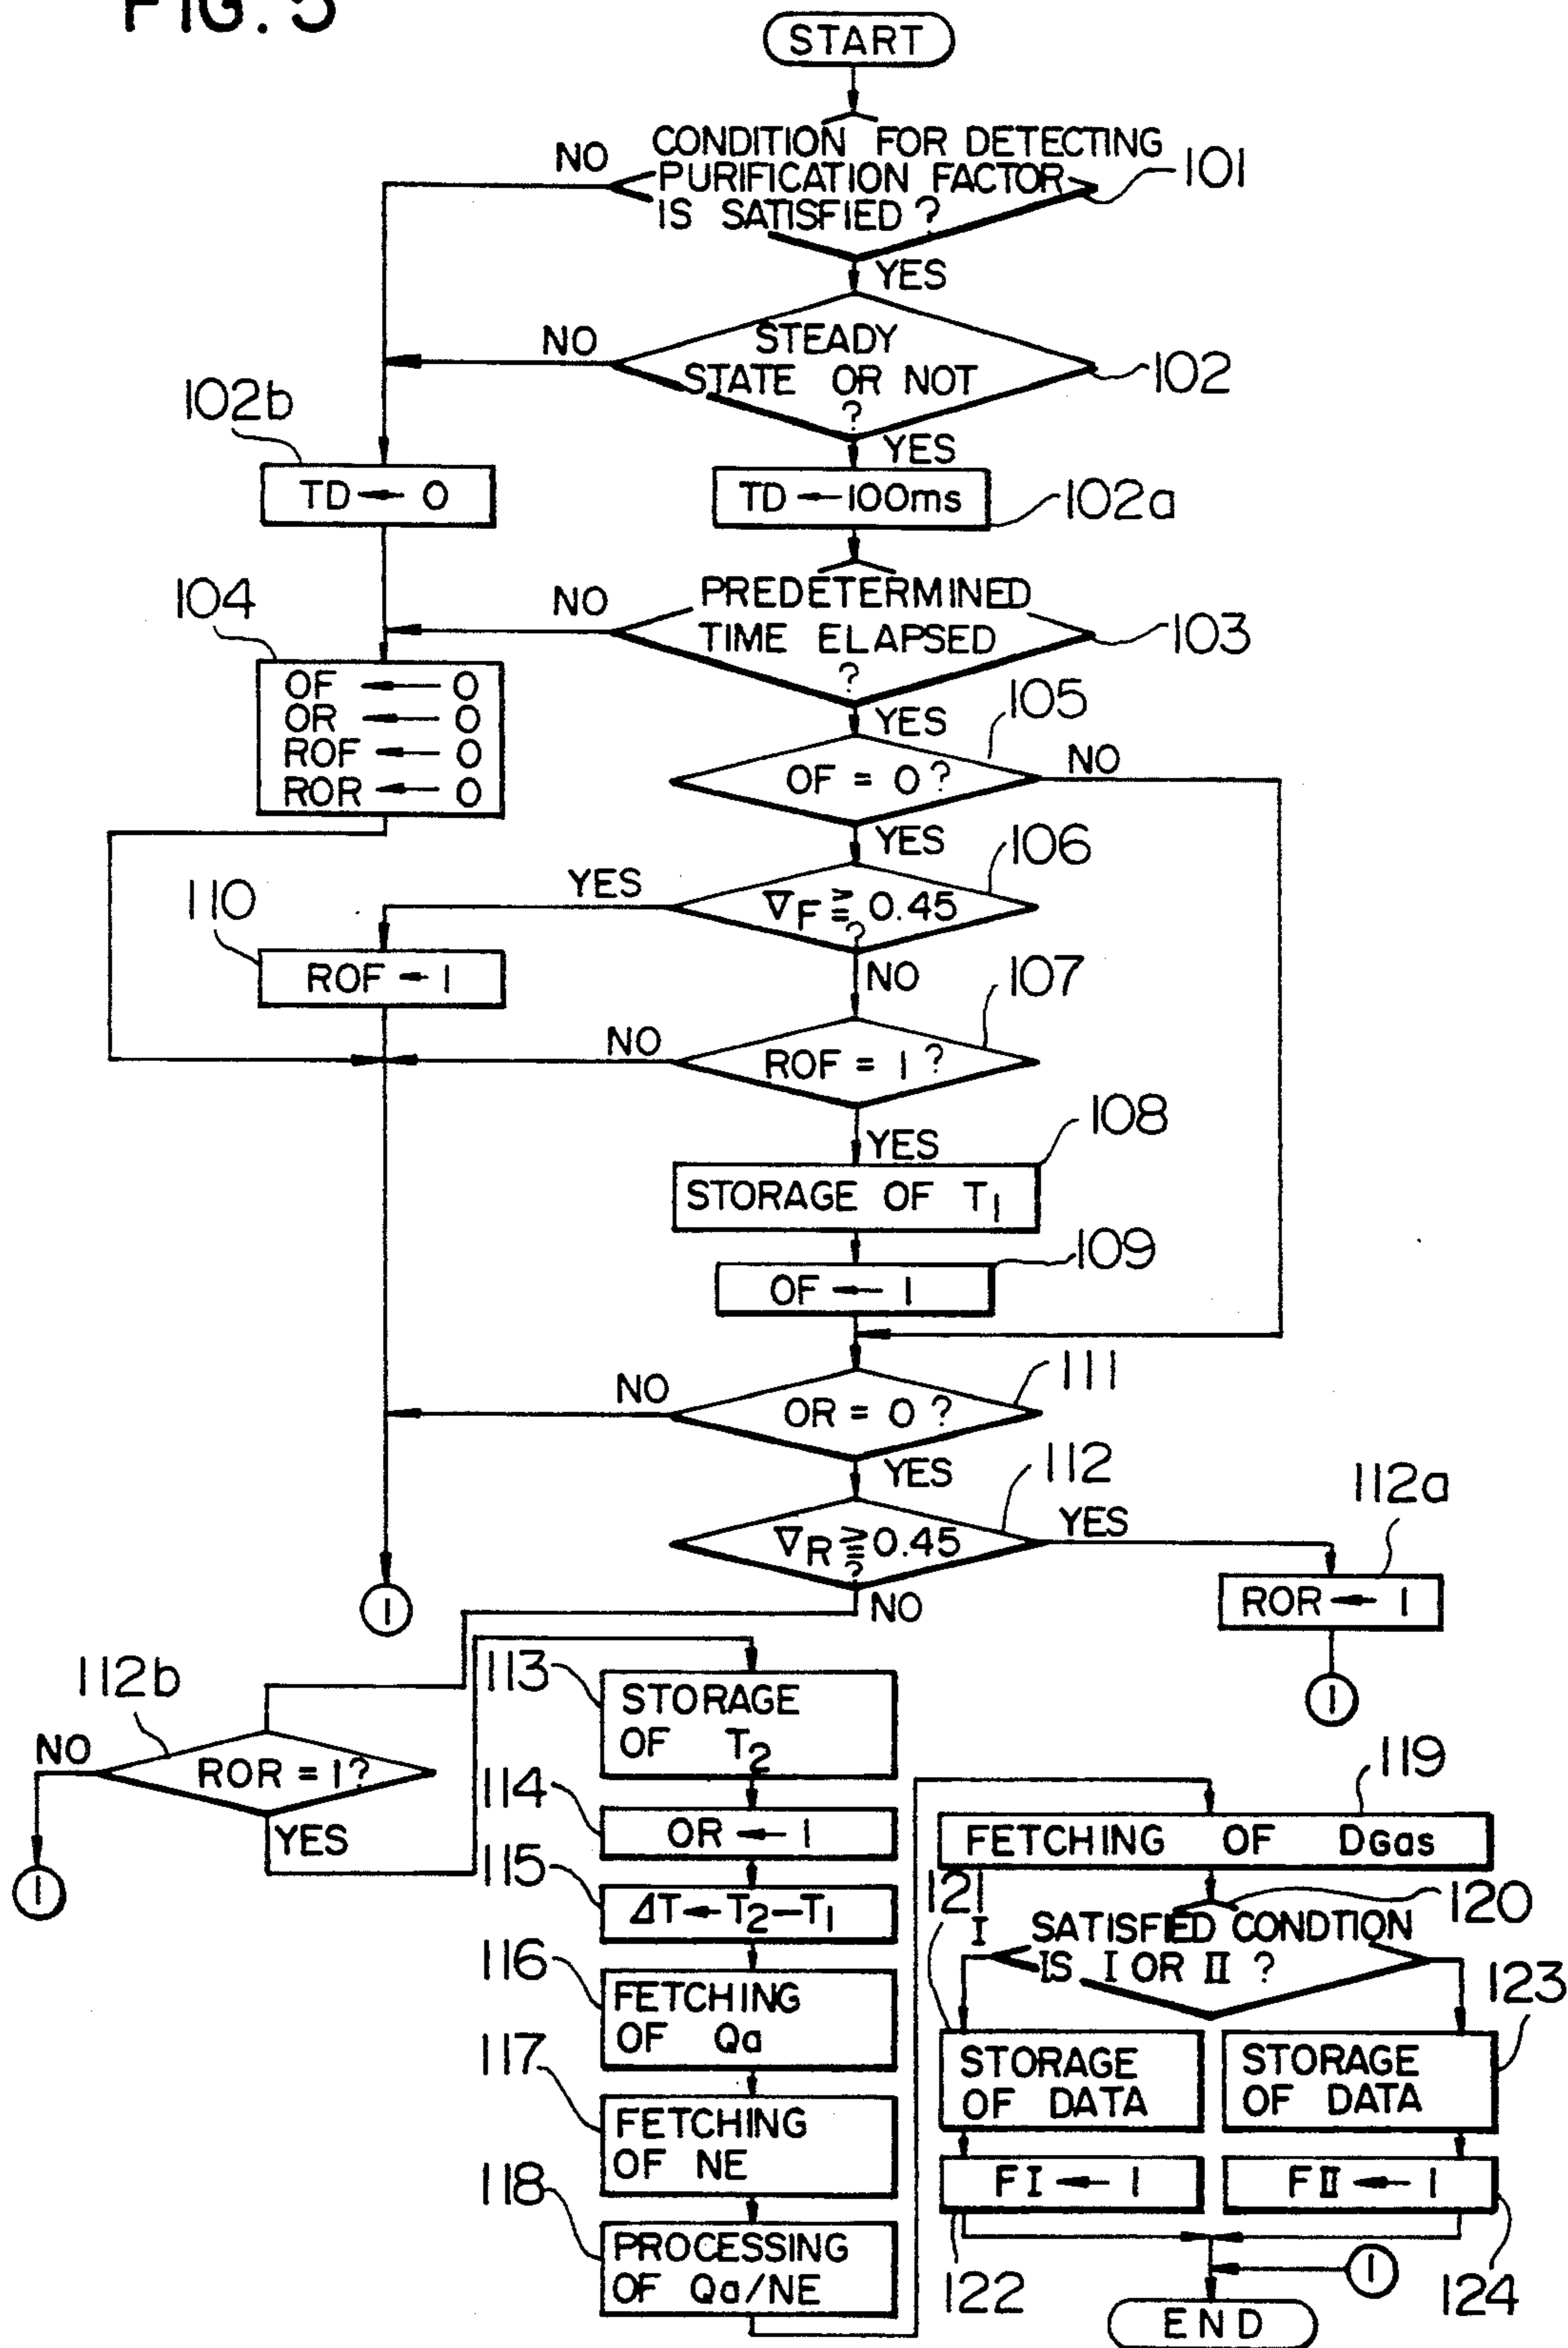 FIG. 5
START
CONDITION FOR DETECTING
PURIFICATION FACTOR
IS SATISFIED ?
NO
101
YES
STEADY
STATE OR NOT
?
NO
102
102b
YES
TD ← 0
TD ← 100ms
102a
104
PREDETERMINED
TIME ELAPSED
?
NO
103
OF ← 0
OR ← 0
ROF ← 0
ROR ← 0
YES
105
OF = 0 ?
NO
YES
106
∇F ≧ 0.45
?
YES
110
ROF ← 1
NO
107
ROF = 1 ?
NO
YES
108
STORAGE OF T1
109
OF ← 1
111
OR = 0 ?
NO
YES
112
∇R ≧ 0.45
?
YES
112a
ROR ← 1
1
NO
1
112b
ROR = 1 ?
NO
YES
1
113
STORAGE
OF T2
114
OR ← 1
115
ΔT ← T2 – T1
116
FETCHING
OF Qa
117
FETCHING
OF NE
118
PROCESSING
OF Qa/NE
119
FETCHING OF DGas
120
121
I
SATISFIED CONDTION
IS I OR II ?
123
STORAGE
OF DATA
STORAGE
OF DATA
FI ← 1
FII ← 1
122
1
124
END